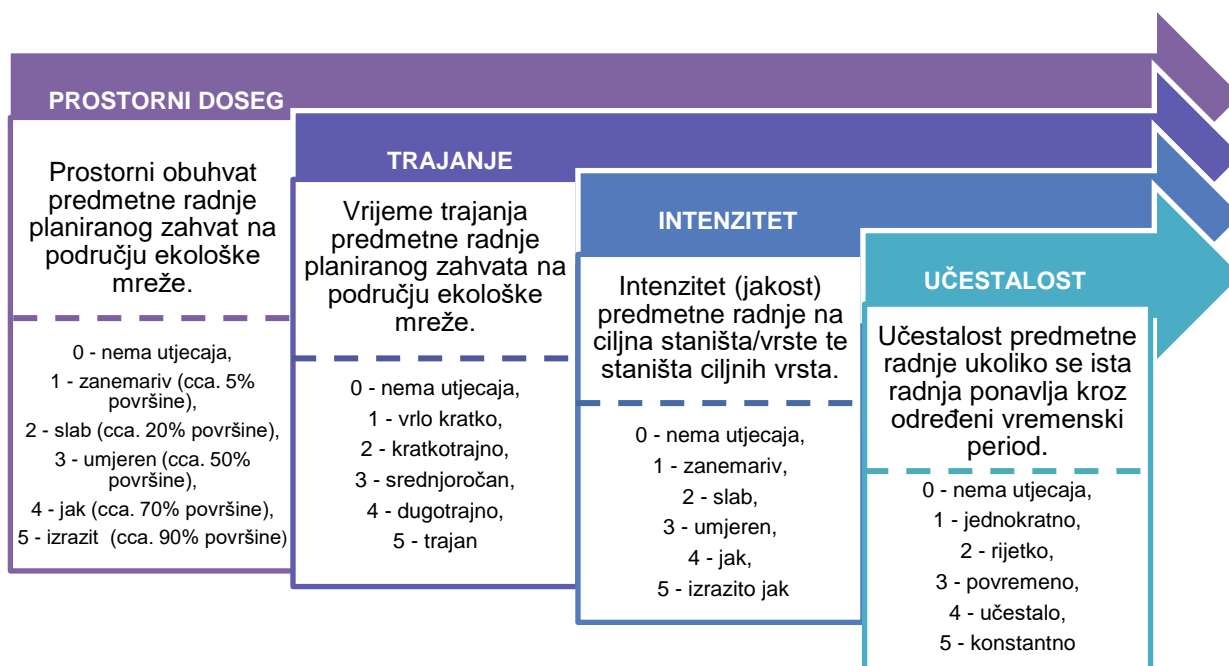 PROSTORNI DOSEG
Prostorni obuhvat
predmetne radnje
planiranog zahvat na
području ekološke
mreže.
0 - nema utjecaja,
1 - zanemariv (cca. 5%
površine),
2 - slab (cca. 20% površine),
3 - umjeren (cca. 50%
površine),
4 - jak (cca. 70% površine),
5 - izrazit (cca. 90% površine)
TRAJANJE
Vrijeme trajanja
predmetne radnje
planiranog zahvata na
području ekološke
mreže.
0 - nema utjecaja,
1 - vrlo kratko,
2 - kratkotrajno,
3 - srednjoročan,
4 - dugotrajno,
5 - trajan
INTENZITET
Intenzitet (jakost)
predmetne radnje na
ciljna staništa/vrste te
staništa ciljnih vrsta.
0 - nema utjecaja,
1 - zanemariv,
2 - slab,
3 - umjeren,
4 - jak,
5 - izrazito jak
UČESTALOST
Učestalost predmetne
radnje ukoliko se ista
radnja ponavlja kroz
određeni vremenski
period.
0 - nema utjecaja,
1 - jednokratno,
2 - rijetko,
3 - povremeno,
4 - učestalo,
5 - konstantno